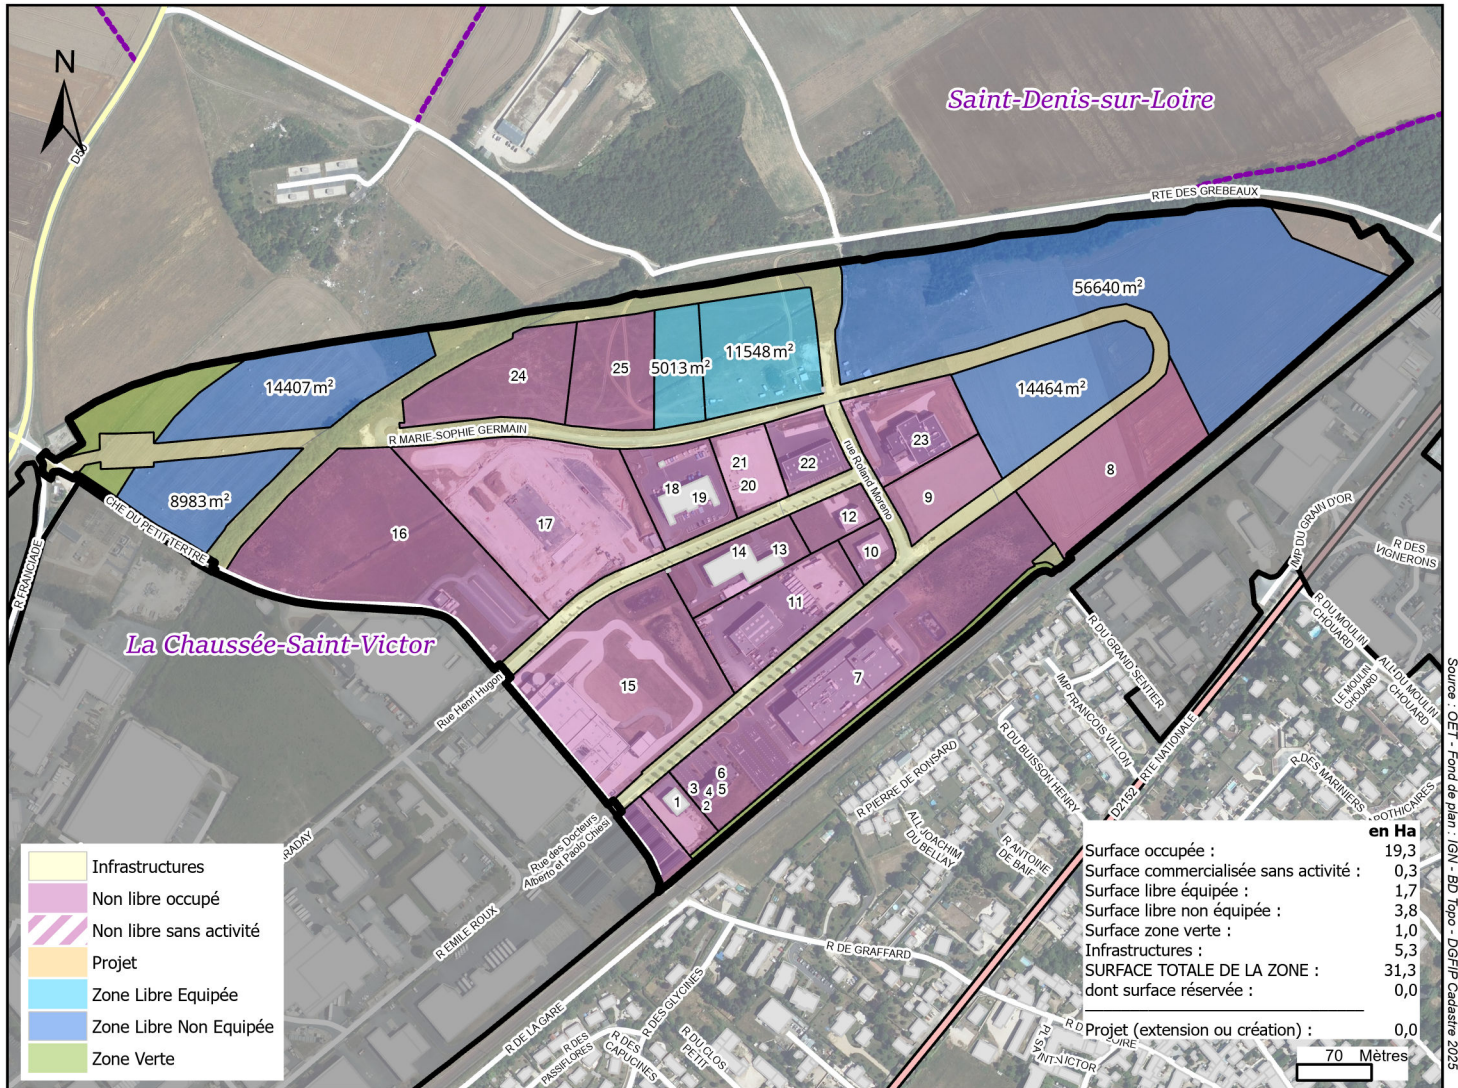 N
D50
Saint-Denis-sur-Loire
RTE DES GREBEAUX
56640 m²
14407 m²
5013 m²
11548 m²
14464 m²
24
25
R MARIE-SOPHIE GERMAIN
rue Roland Moreno
23
22
21
20
18
19
8
9
8983 m²
CHE DU PETIT TERTRE
R FRANCIADE
16
17
12
14
13
10
11
La Chaussée-Saint-Victor
Rue Henri Hugon
15
7
6
3
4
5
1
2
Rue des Docteurs
Alberto et Paolo Chiesi
IMP DU GRAIN D'OR
R DES
VIGNERONS
R DU MOULIN
CHOUARD
ALL DU MOULIN
CHOUARD
LE MOULIN
CHOUARD
R DU GRAND SENTIER
IMP FRANCOIS VILLON
R DU BUISSON HENRY
R PIERRE DE RONSARD
ALL JOACHIM
DU BELLAY
R ANTOINE
DE BAIF
D2152 RTE NATIONALE
R DES MARINIERS
POTHICAIRES
ARADAY
R EMILE ROUX
R DE GRAFFARD
R DE LA GARE
R DES GLYCINES
R DES
PASSIFLORES
R DES
CAPUCINES
R DU CLOS
PETIT
PL SA
INT-VICTOR
R D
OIRE
Infrastructures
Non libre occupé
Non libre sans activité
Projet
Zone Libre Equipée
Zone Libre Non Equipée
Zone Verte
en Ha
Surface occupée : 19,3
Surface commercialisée sans activité : 0,3
Surface libre équipée : 1,7
Surface libre non équipée : 3,8
Surface zone verte : 1,0
Infrastructures : 5,3
SURFACE TOTALE DE LA ZONE : 31,3
dont surface réservée : 0,0
Projet (extension ou création) : 0,0
70 Mètres
Source : OET - Fond de plan : IGN - BD Topo - DGFIP Cadastre 2025